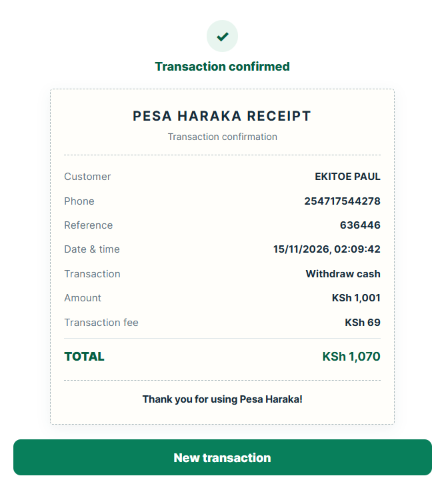 Transaction confirmed
PESA HARAKA RECEIPT
Transaction confirmation
Customer EKITOE PAUL
Phone 254717544278
Reference 636446
Date & time 15/11/2026, 02:09:42
Transaction Withdraw cash
Amount KSh 1,001
Transaction fee KSh 69
TOTAL KSh 1,070
Thank you for using Pesa Haraka!
New transaction